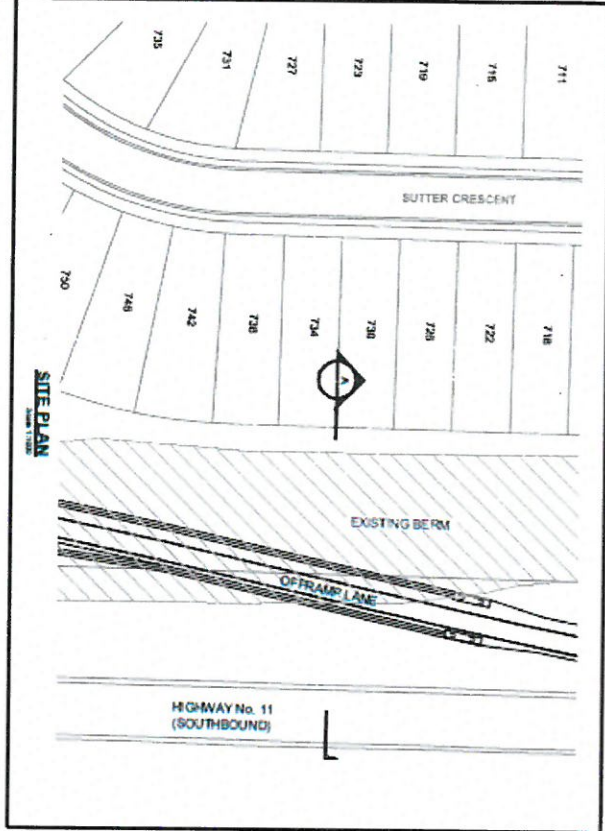 735
731
727
723
719
715
711
SUTTER CRESCENT
750
746
742
738
734
730
726
722
718
A
EXISTING BERM
OFFRAMP LANE
HIGHWAY No. 11
(SOUTHBOUND)
SITE PLAN